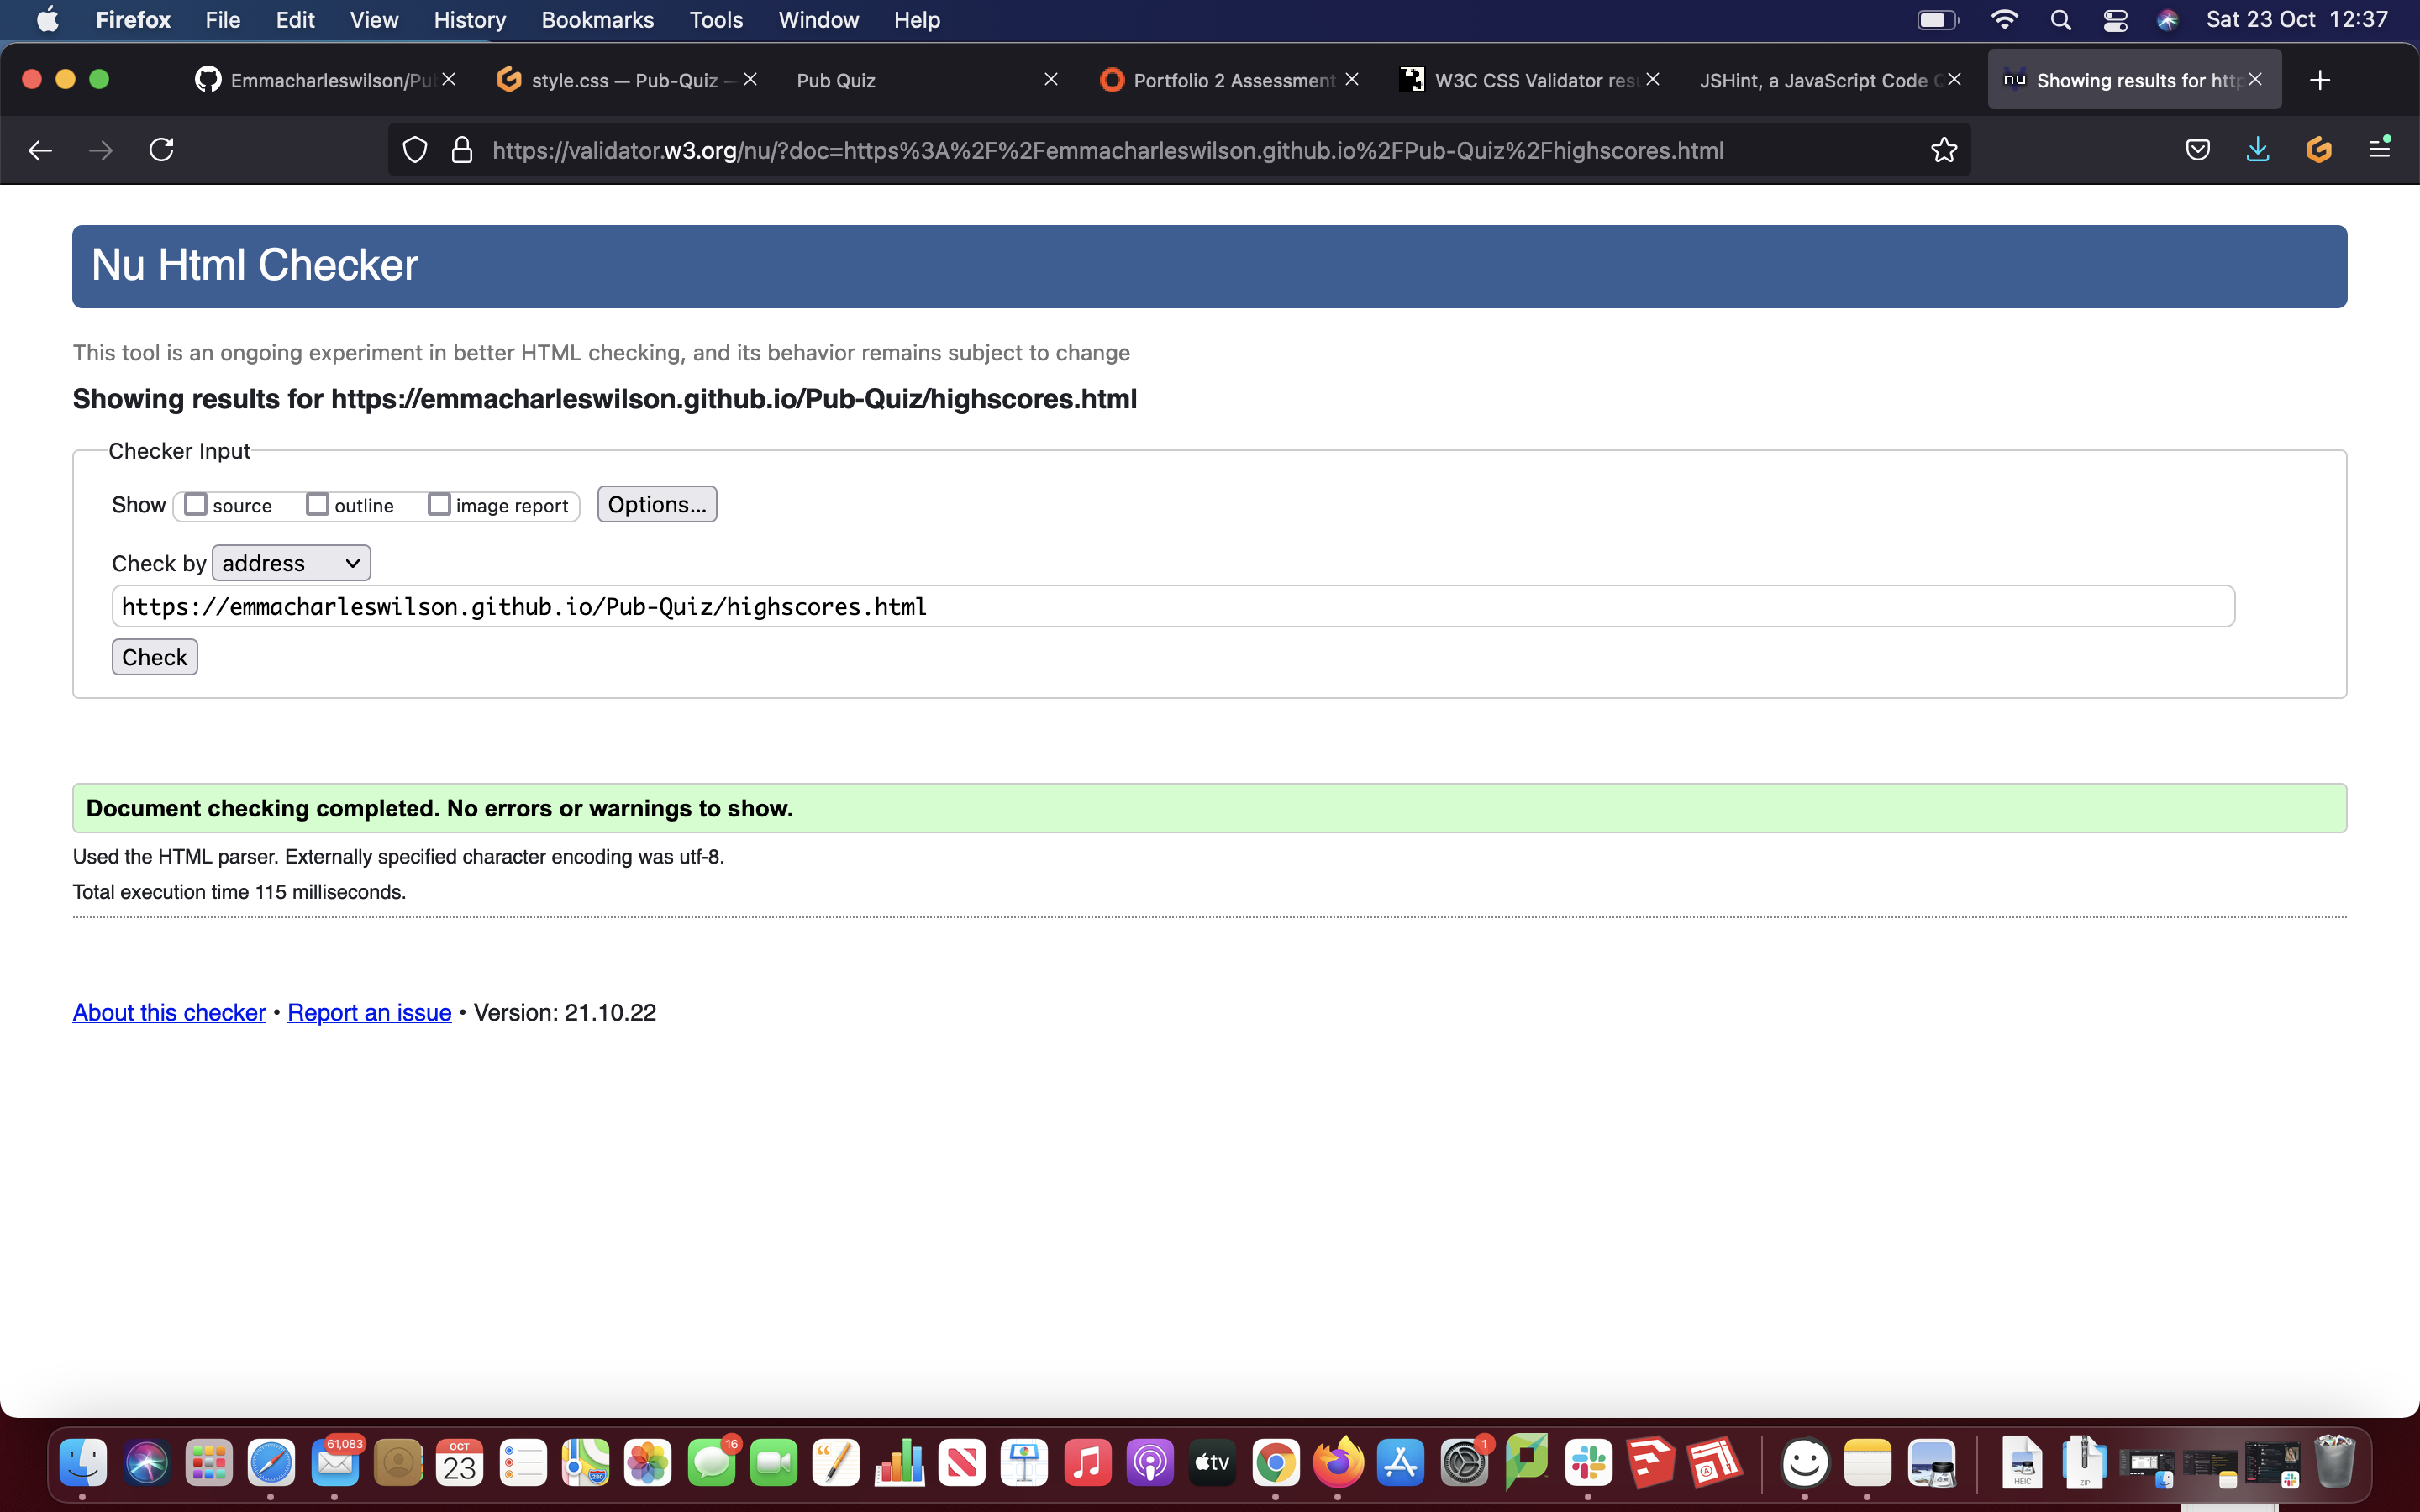 Firefox File Edit View History Bookmarks Tools Window Help Sat 23 Oct 12:37
Emmacharleswilson/Pu style.css — Pub-Quiz — Pub Quiz Portfolio 2 Assessment W3C CSS Validator res JSHint, a JavaScript Code nu Showing results for http
https://validator.w3.org/nu/?doc=https%3A%2F%2Femmacharleswilson.github.io%2FPub-Quiz%2Fhighscores.html
Nu Html Checker
This tool is an ongoing experiment in better HTML checking, and its behavior remains subject to change
Showing results for https://emmacharleswilson.github.io/Pub-Quiz/highscores.html
Checker Input
Show source outline image report Options...
Check by address
https://emmacharleswilson.github.io/Pub-Quiz/highscores.html
Check
Document checking completed. No errors or warnings to show.
Used the HTML parser. Externally specified character encoding was utf-8.
Total execution time 115 milliseconds.
About this checker • Report an issue • Version: 21.10.22
61,083 OCT 23 16 280 tv 1 HEIC ZIP